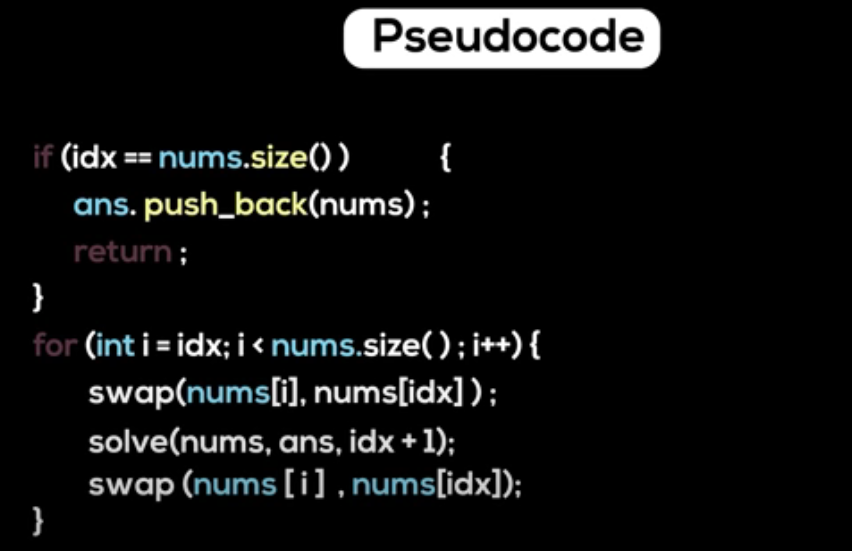 Pseudocode
if (idx == nums.size() ) {
ans. push_back(nums) ;
return ;
}
for (int i = idx; i < nums.size( ) ; i++) {
swap(nums[i], nums[idx] ) ;
solve(nums, ans, idx + 1);
swap (nums [ i ] , nums[idx]);
}